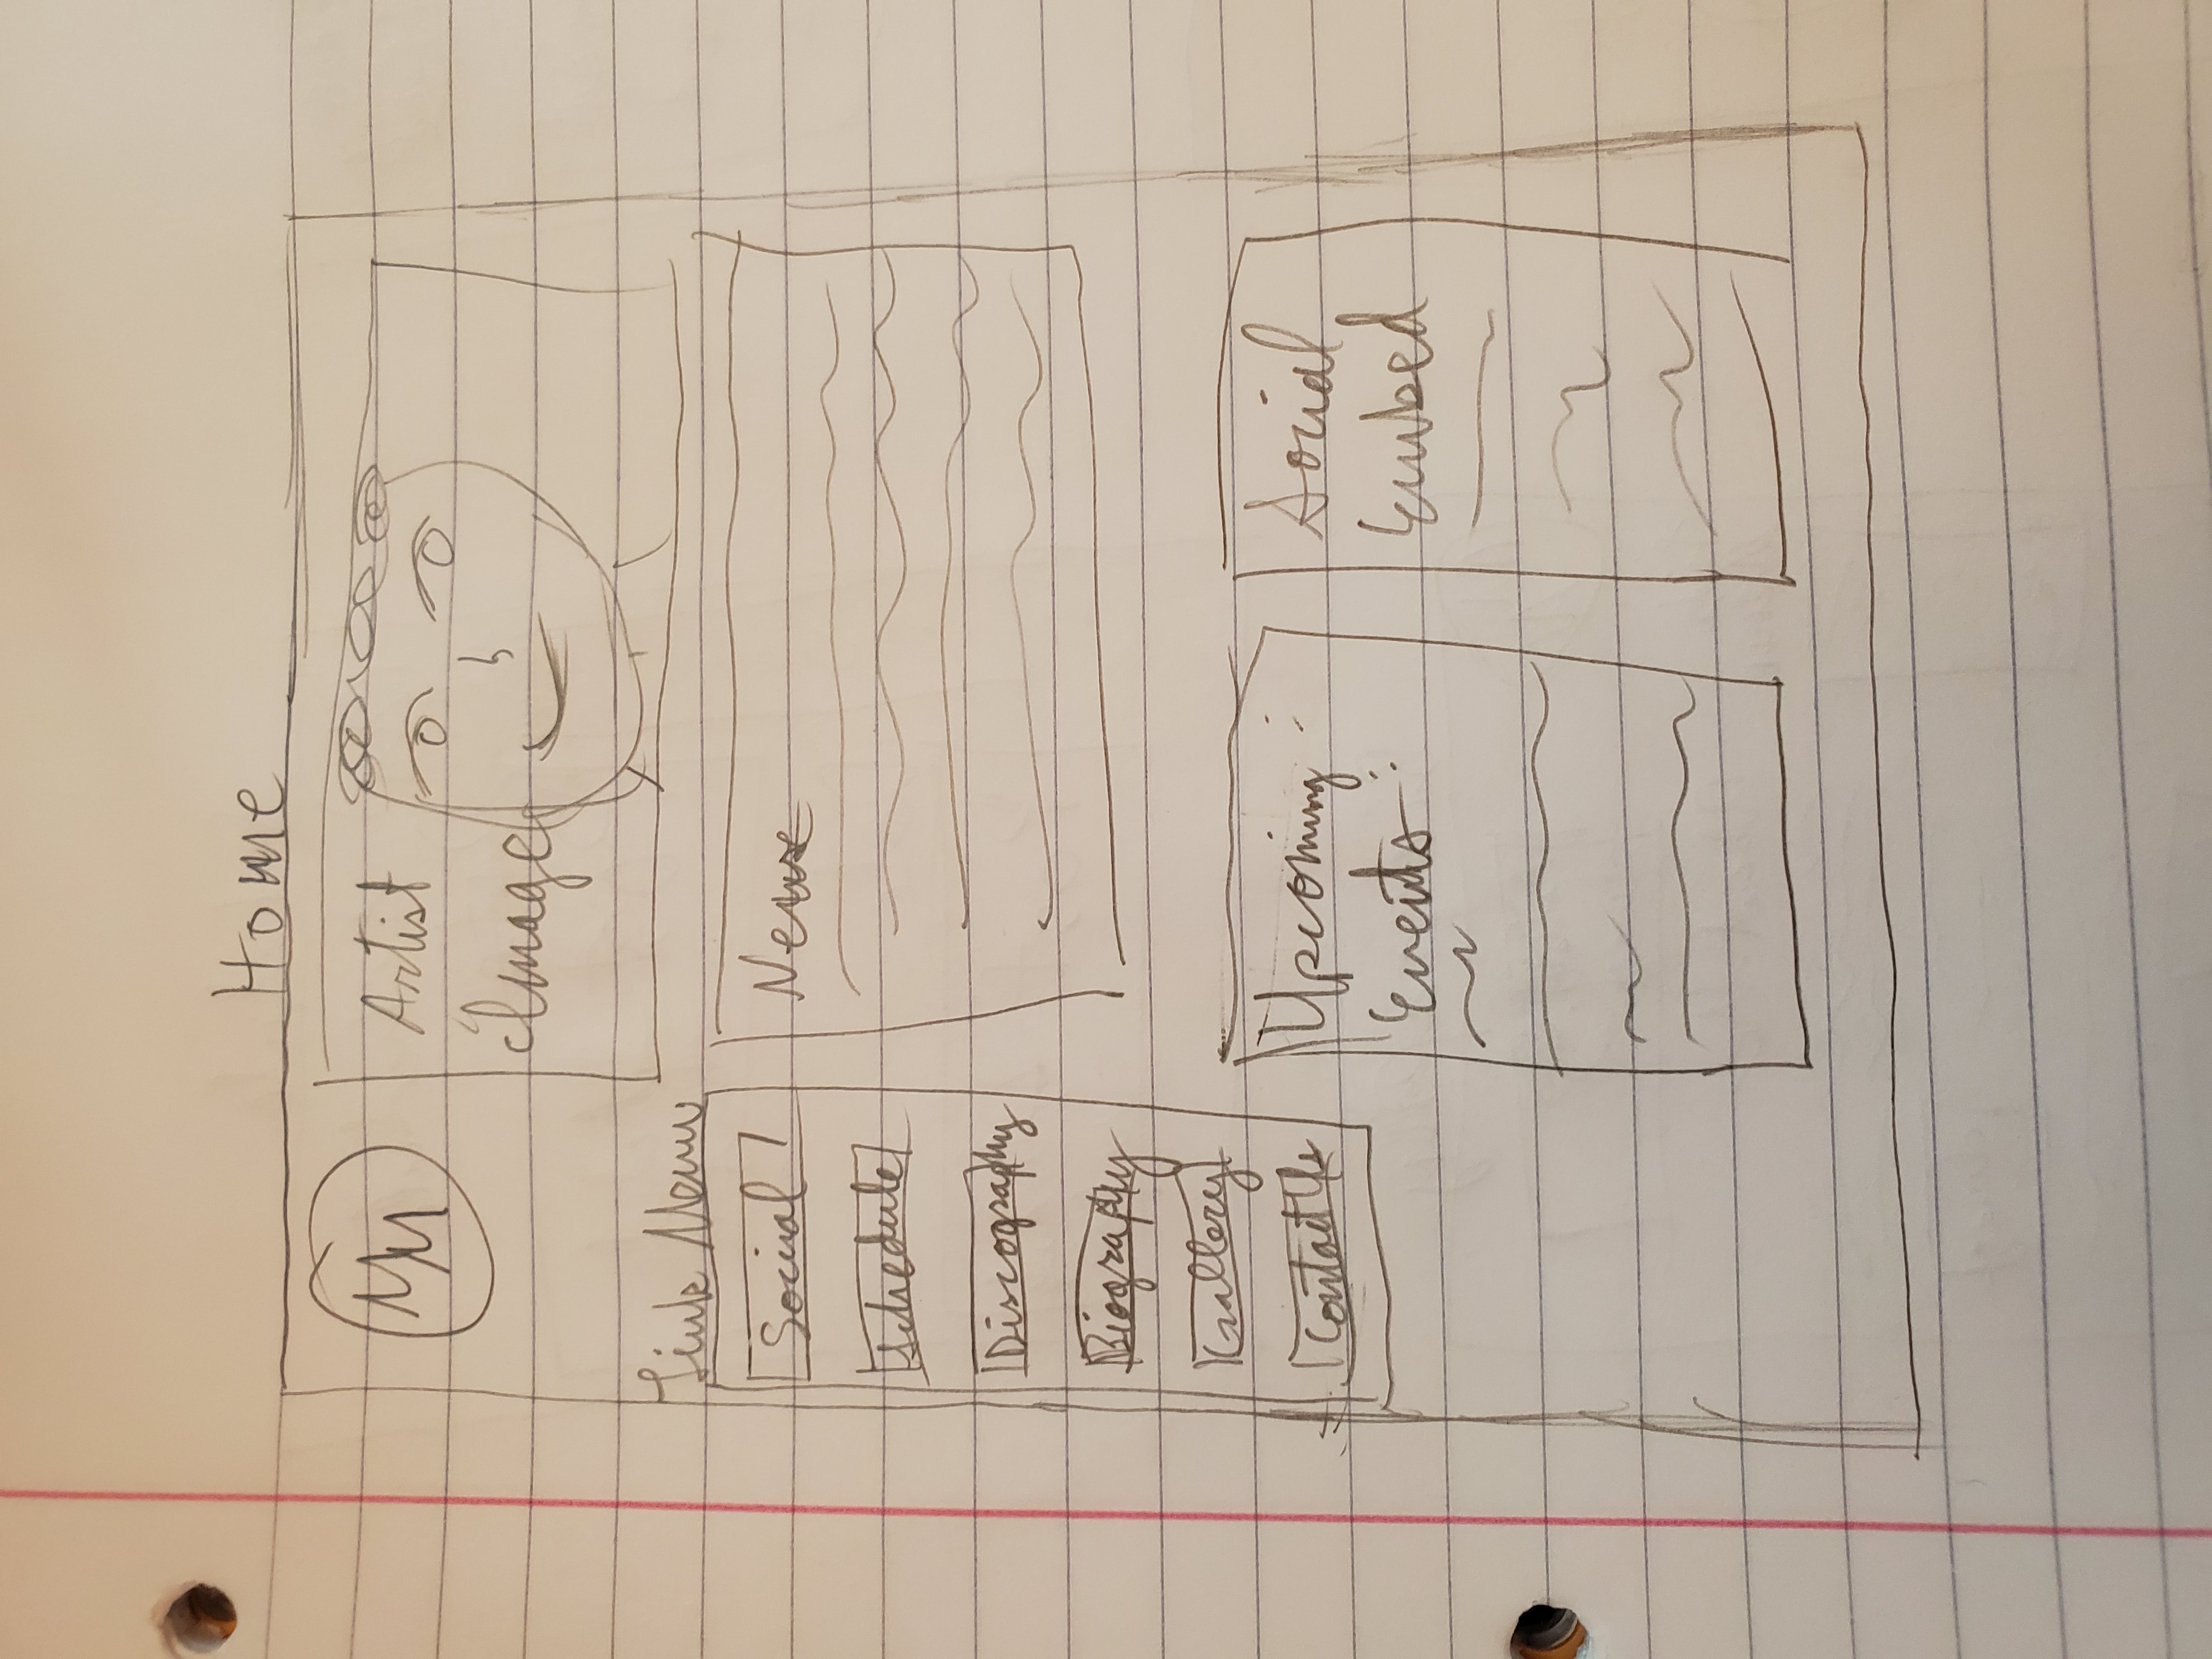 Home
MM
Artist
Image
Link Menu
Social
Schedule
Discography
Biography
Gallery
Contact Us
News
Upcoming :
Events :
Social
Embed